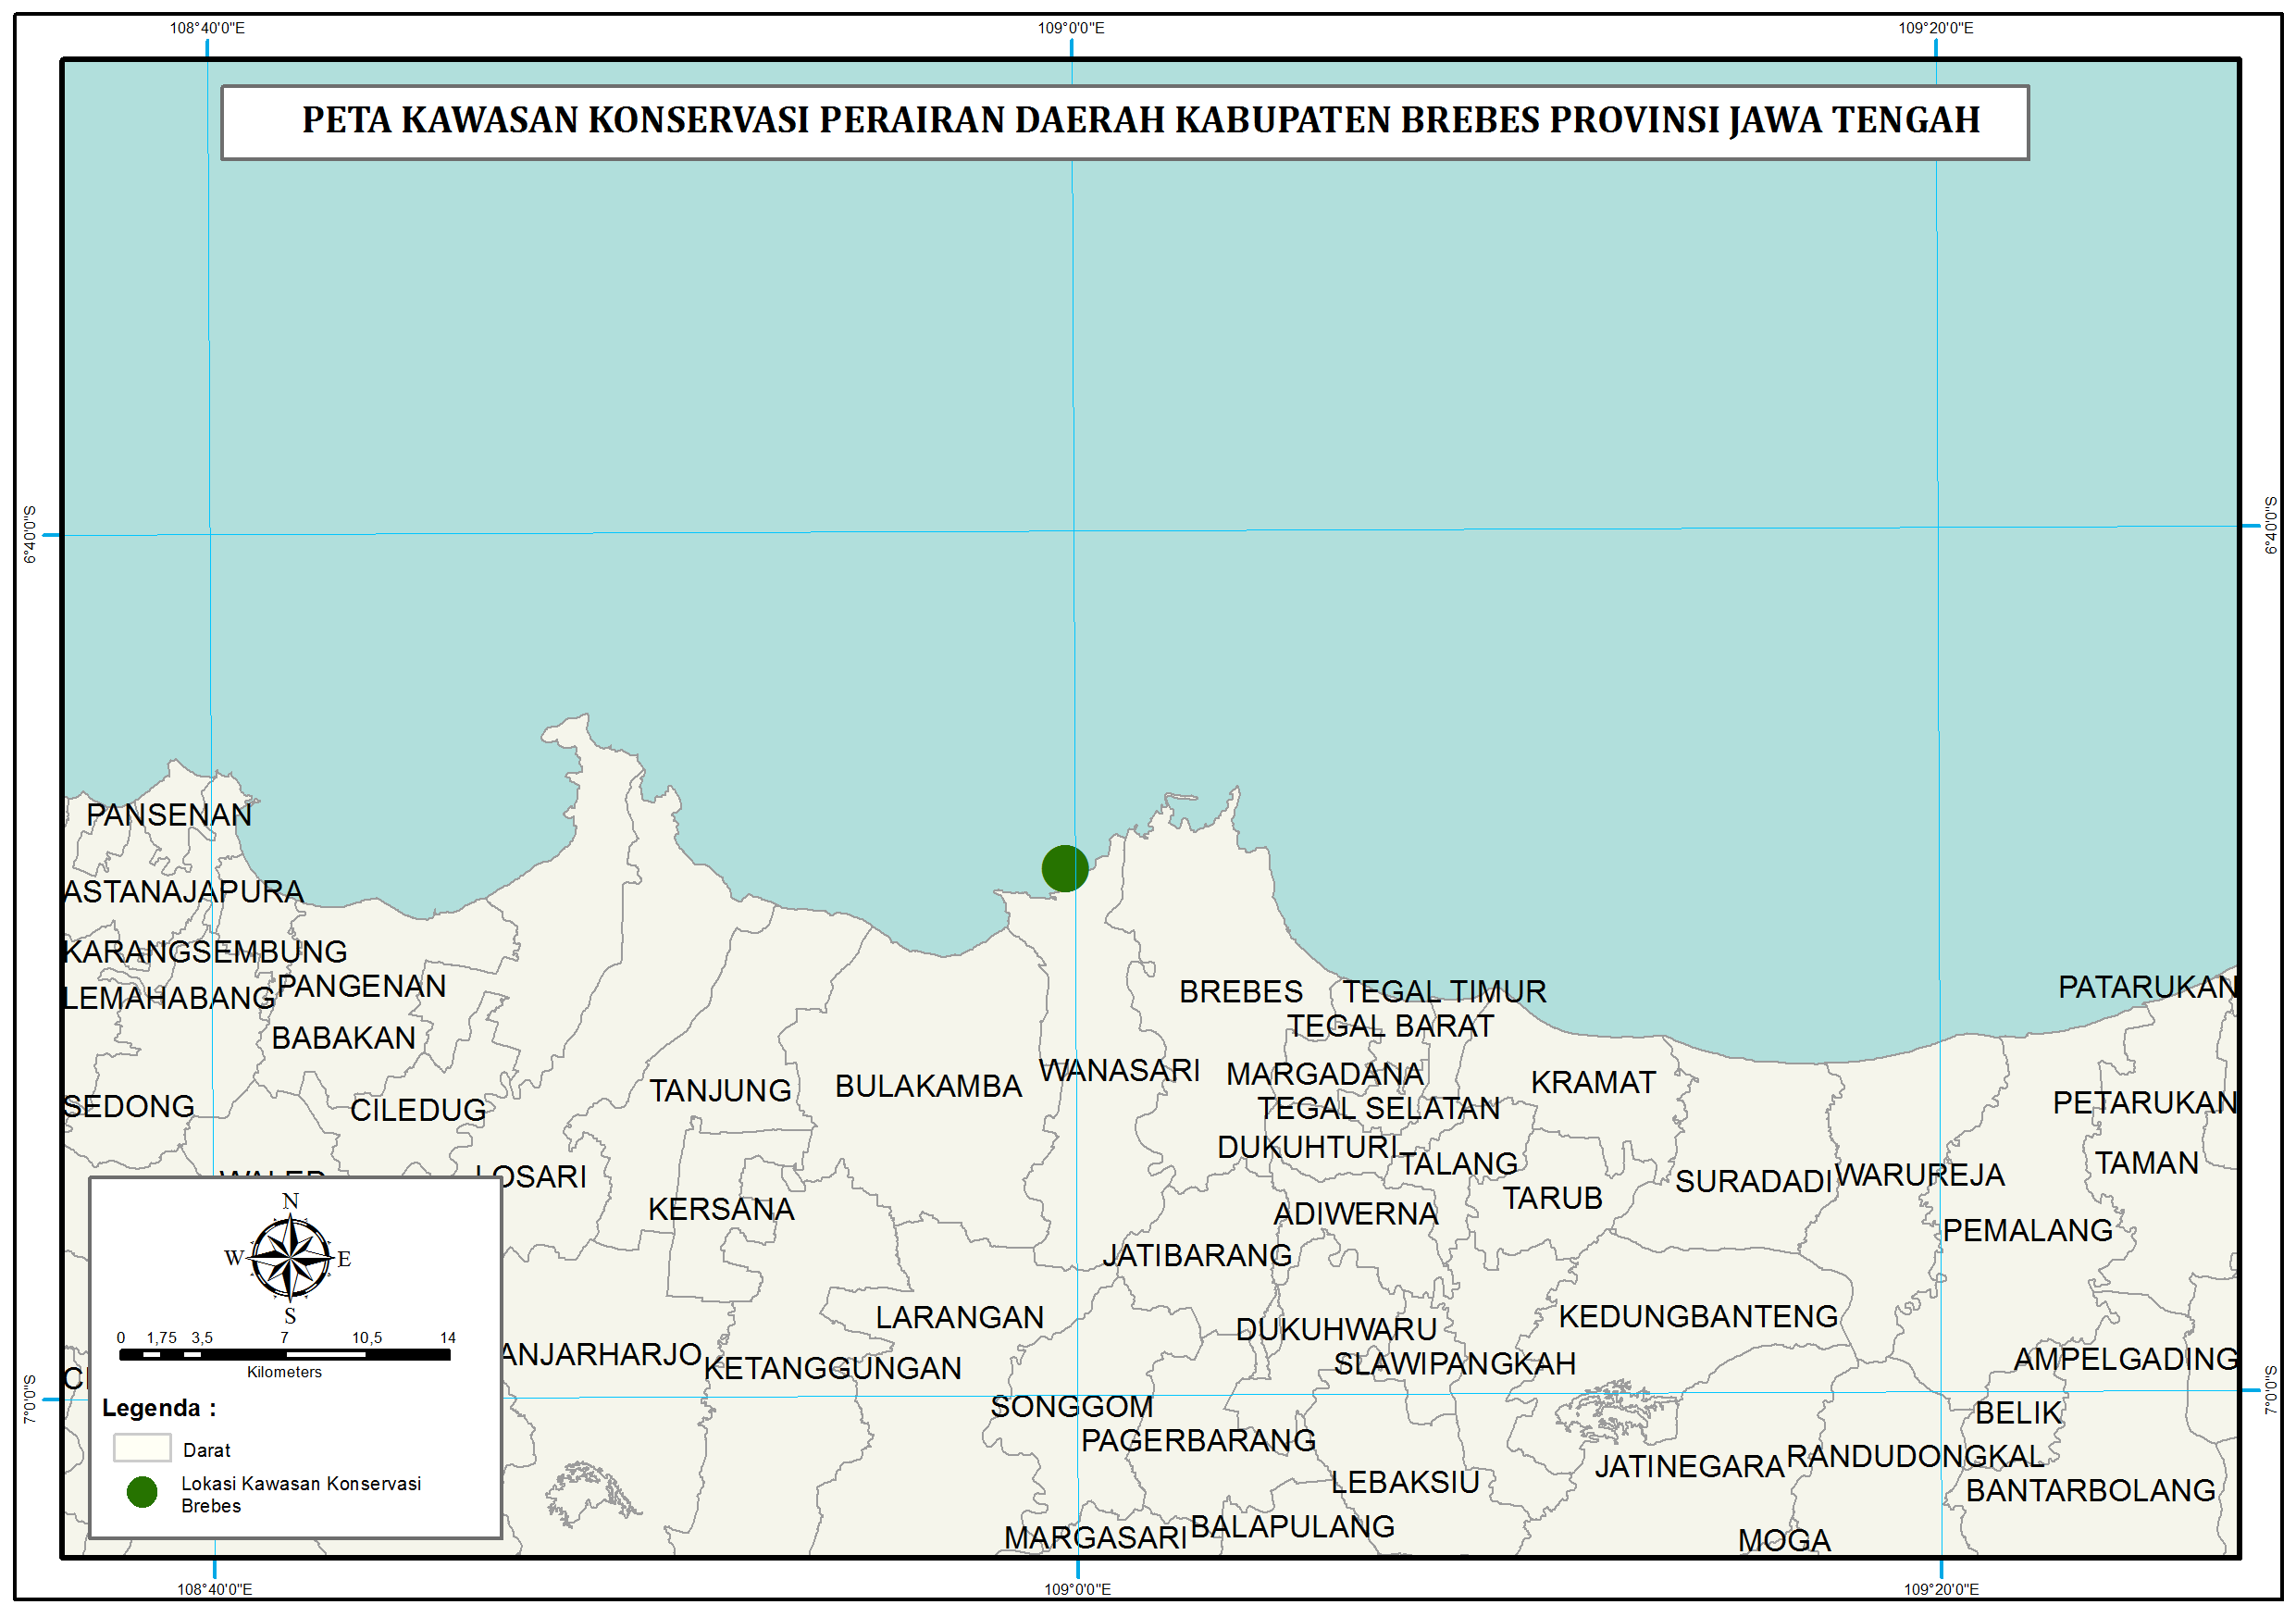 108°40'0"E 109°0'0"E 109°20'0"E
PETA KAWASAN KONSERVASI PERAIRAN DAERAH KABUPATEN BREBES PROVINSI JAWA TENGAH
6°40'0"S 6°40'0"S
PANSENAN
ASTANAJAPURA
KARANGSEMBUNG
PANGENAN
LEMAHABANG
BREBES TEGAL TIMUR PATARUKAN
TEGAL BARAT
BABAKAN
WANASARI MARGADANA
TANJUNG BULAKAMBA KRAMAT
SEDONG CILEDUG TEGAL SELATAN PETARUKAN
DUKUHTURI TALANG TAMAN
LOSARI SURADADI WARUREJA
KERSANA ADIWERNA TARUB
PEMALANG
JATIBARANG
LARANGAN DUKUHWARU KEDUNGBANTENG
ANJARHARJO KETANGGUNGAN SLAWIPANGKAH AMPELGADING
SONGGOM BELIK
7°0'0"S 7°0'0"S
PAGERBARANG
JATINEGARA RANDUDONGKAL
LEBAKSIU BANTARBOLANG
MARGASARI BALAPULANG MOGA
N
W E
S
0 1,75 3,5 7 10,5 14
Kilometers
Legenda :
Darat
Lokasi Kawasan Konservasi
Brebes
108°40'0"E 109°0'0"E 109°20'0"E